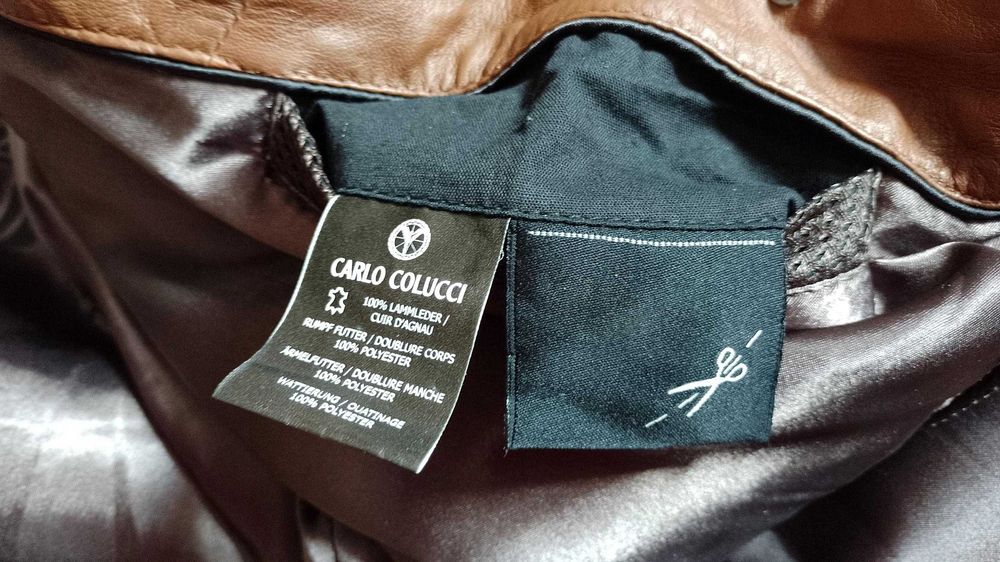 CARLO COLUCCI
100% LAMMLEDER /
CUIR D'AGNAU
RUMPF FUTTER / DOUBLURE CORPS
100% POLYESTER
ÄRMELFUTTER / DOUBLURE MANCHE
100% POLYESTER
WATTIERUNG / OUATINAGE
100% POLYESTER